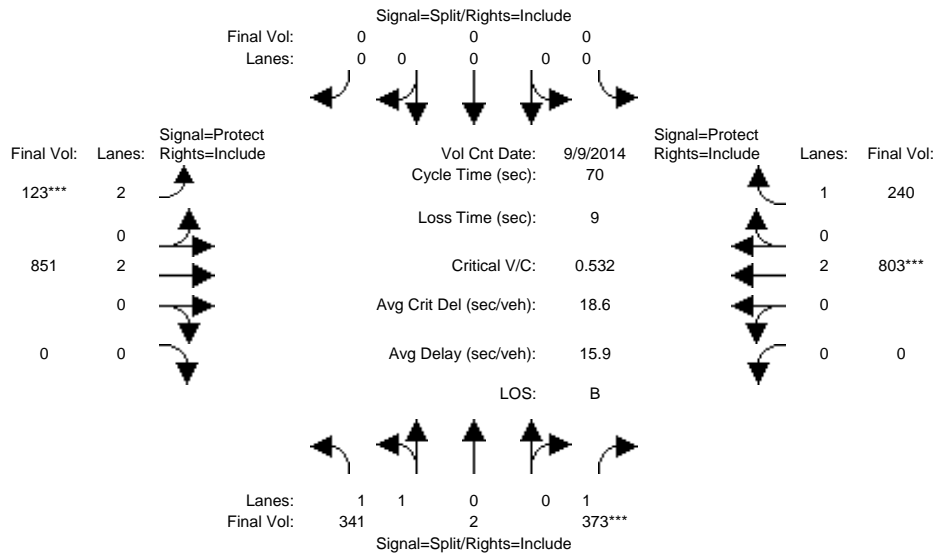 Signal=Split/Rights=Include
Final Vol: 0 0 0
Lanes: 0 0 0 0 0
Signal=Protect Signal=Protect
Final Vol: Lanes: Rights=Include Vol Cnt Date: 9/9/2014 Rights=Include Lanes: Final Vol:
Cycle Time (sec): 70
123*** 2 1 240
Loss Time (sec): 9
0 0
851 2 Critical V/C: 0.532 2 803***
0 Avg Crit Del (sec/veh): 18.6 0
0 0 Avg Delay (sec/veh): 15.9 0 0
LOS: B
Lanes: 1 1 0 0 1
Final Vol: 341 2 373***
Signal=Split/Rights=Include